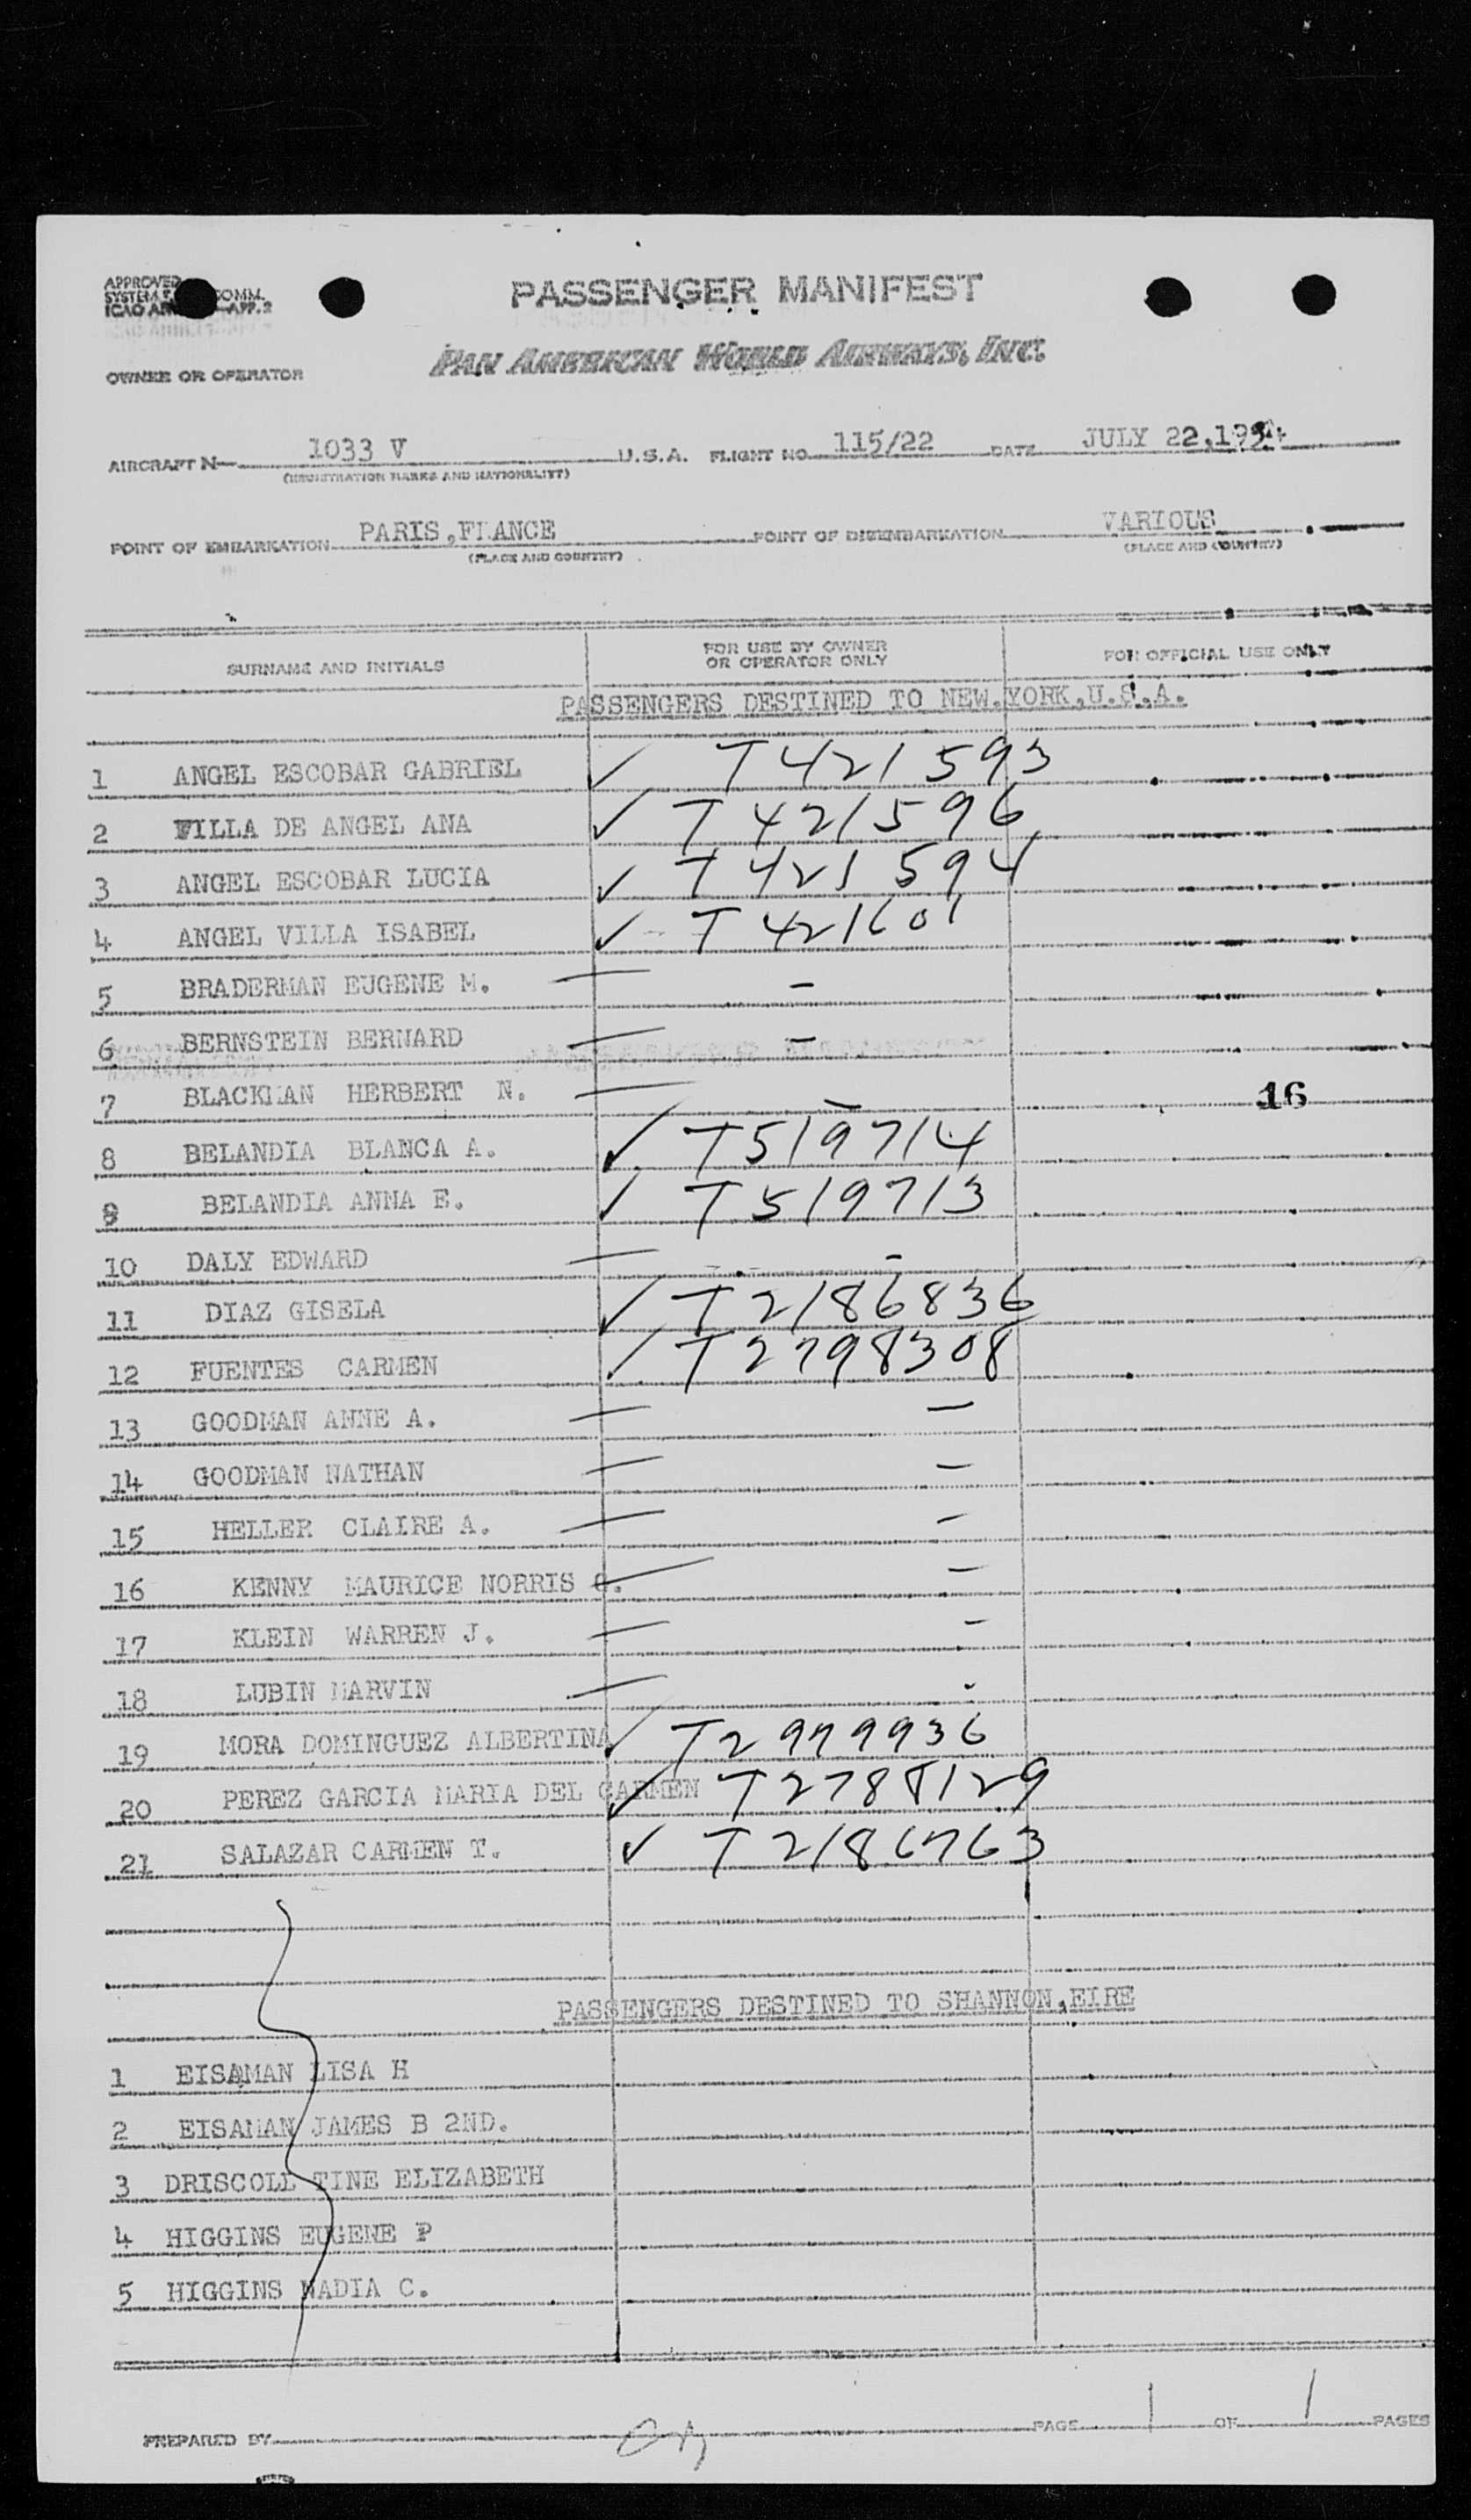 APPROVED
SYSTEM COMM.
ICAO APP. 2
PASSENGER MANIFEST
OWNER OR OPERATOR PAN AMERICAN WORLD AIRWAYS, INC.
AIRCRAFT N 1033 V U.S.A. FLIGHT NO. 115/22 DATE JULY 22,1954
(REGISTRATION MARKS AND NATIONALITY)
POINT OF EMBARKATION PARIS,FRANCE POINT OF DISEMBARKATION VARIOUS
(PLACE AND COUNTRY) (PLACE AND COUNTRY)
SURNAME AND INITIALS FOR USE BY OWNER OR OPERATOR ONLY FOR OFFICIAL USE ONLY
PASSENGERS DESTINED TO NEW.YORK,U.S.A.
1 ANGEL ESCOBAR GABRIEL ✓ T421593
2 VILLA DE ANGEL ANA ✓ T421596
3 ANGEL ESCOBAR LUCIA ✓ T421594
4 ANGEL VILLA ISABEL ✓ T421601
5 BRADERMAN EUGENE M. — -
6 BERNSTEIN BERNARD — -
7 BLACKMAN HERBERT N. — - 16
8 BELANDIA BLANCA A. ✓ T519714
9 BELANDIA ANNA E. ✓ T519713
10 DALY EDWARD — -
11 DIAZ GISELA ✓ T2186836
12 FUENTES CARMEN ✓ T2798308
13 GOODMAN ANNE A. — -
14 GOODMAN NATHAN — -
15 HELLER CLAIRE A. — -
16 KENNY MAURICE NORRIS G. — -
17 KLEIN WARREN J. — -
18 LUBIN MARVIN — -
19 MORA DOMINGUEZ ALBERTINA ✓ T2979936
20 PEREZ GARCIA MARIA DEL CARMEN ✓ T2788129
21 SALAZAR CARMEN T. ✓ T2186763
PASSENGERS DESTINED TO SHANNON,EIRE
1 EISAMAN LISA H
2 EISAMAN JAMES B 2ND.
3 DRISCOLL TINE ELIZABETH
4 HIGGINS EUGENE P
5 HIGGINS NADIA C.
PREPARED BY PAGE 1 OF 1 PAGES